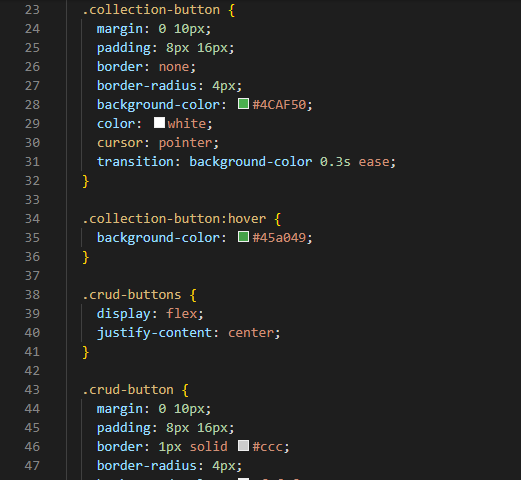 23 .collection-button {
24 margin: 0 10px;
25 padding: 8px 16px;
26 border: none;
27 border-radius: 4px;
28 background-color: #4CAF50;
29 color: white;
30 cursor: pointer;
31 transition: background-color 0.3s ease;
32 }
33
34 .collection-button:hover {
35 background-color: #45a049;
36 }
37
38 .crud-buttons {
39 display: flex;
40 justify-content: center;
41 }
42
43 .crud-button {
44 margin: 0 10px;
45 padding: 8px 16px;
46 border: 1px solid #ccc;
47 border-radius: 4px;